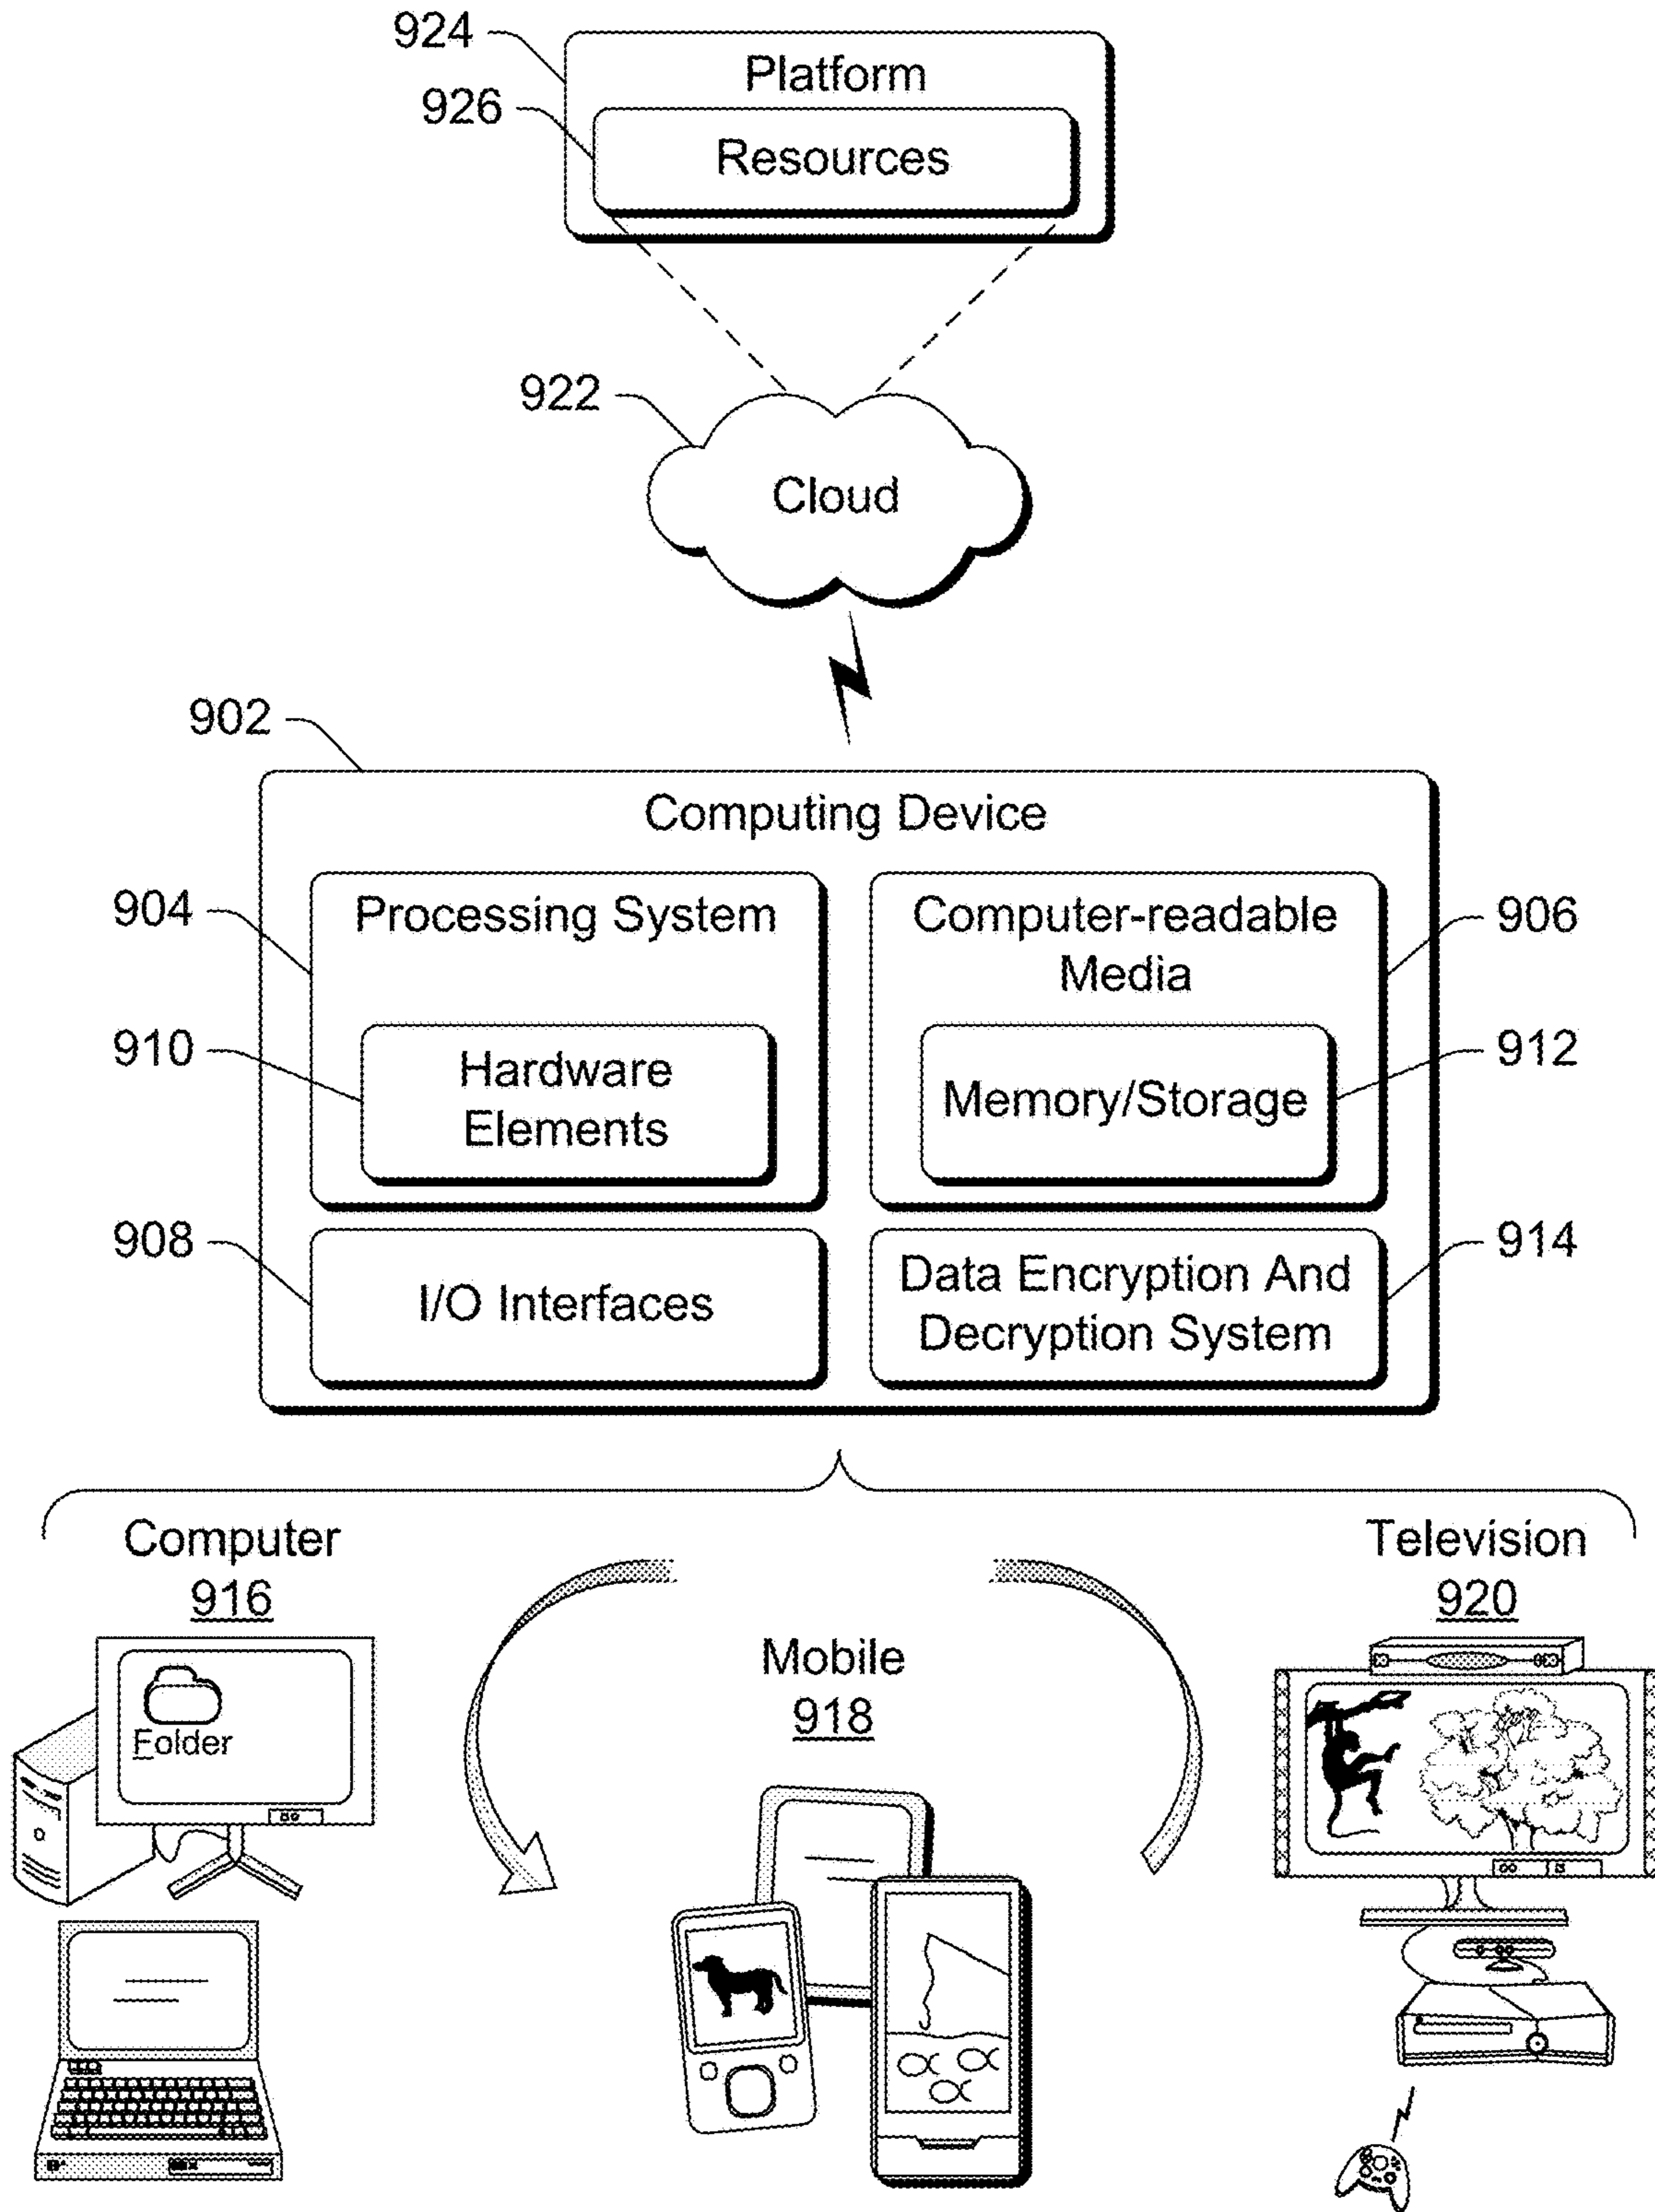 924
Platform
926
Resources
922
Cloud
902
Computing Device
904
Processing System
Computer-readable
Media
906
910
Hardware
Elements
Memory/Storage
912
908
I/O Interfaces
Data Encryption And
Decryption System
914
Computer
916
Folder
Mobile
918
Television
920